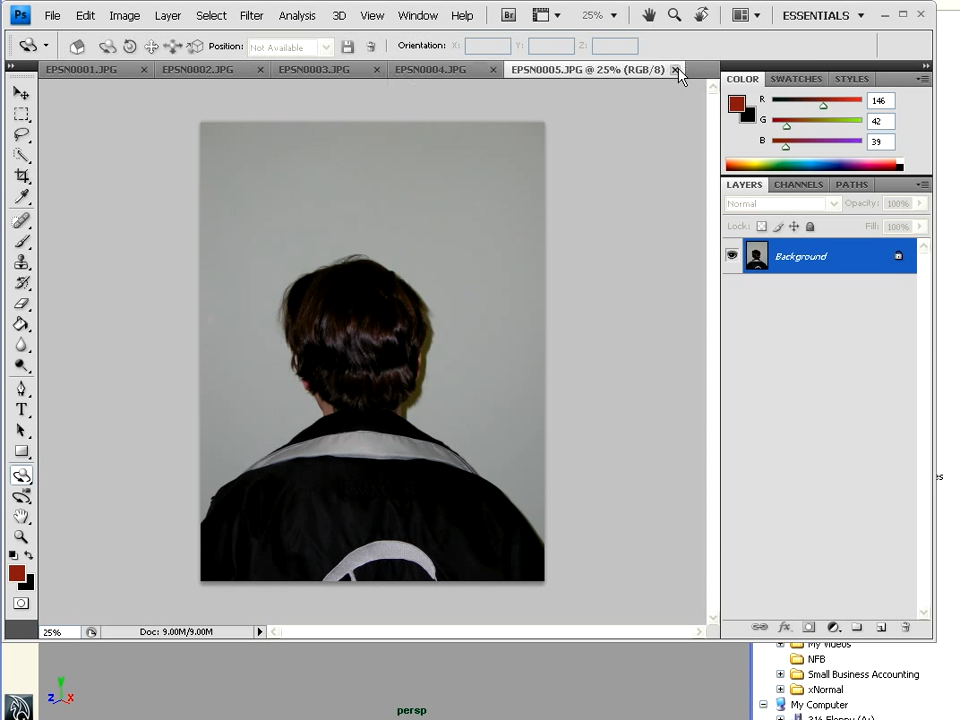 Ps File Edit Image Layer Select Filter Analysis 3D View Window Help Br 25% ESSENTIALS
Position: Not Available Orientation: X: Y: Z:
EPSN0001.JPG EPSN0002.JPG EPSN0003.JPG EPSN0004.JPG EPSN0005.JPG @ 25% (RGB/8)
COLOR SWATCHES STYLES
R 146
G 42
B 39
LAYERS CHANNELS PATHS
Normal Opacity: 100%
Lock: Fill: 100%
Background
T
25% Doc: 9.00M/9.00M
fx
My Videos
NFB
Small Business Accounting
xNormal
My Computer
3½ Floppy (A:)
y
z x
persp